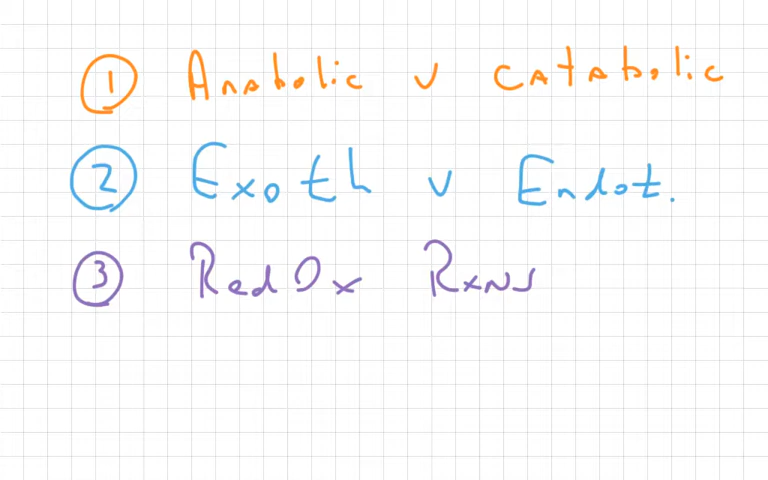 ① Anabolic v catabolic
② Exoth v Endot.
③ RedOx Rxns